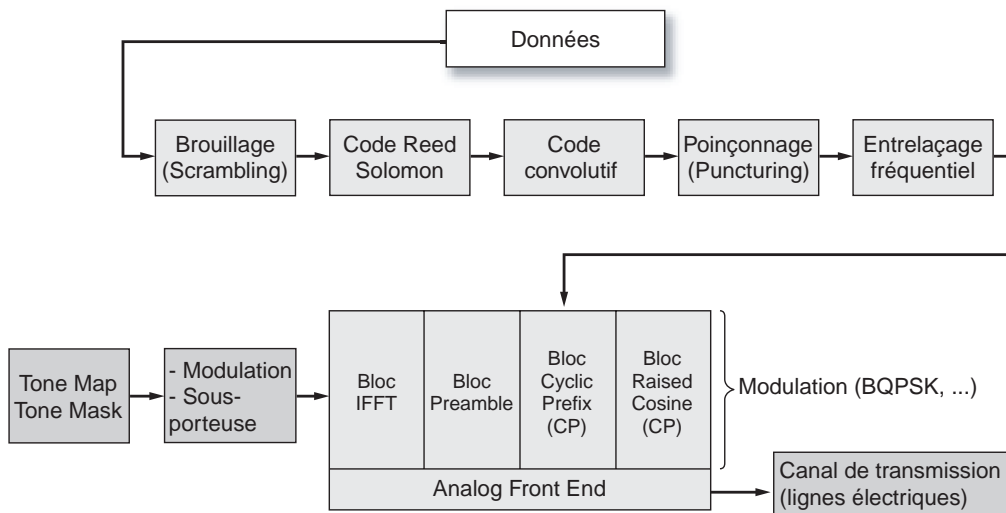 Données
Brouillage
(Scrambling)
Code Reed
Solomon
Code
convolutif
Poinçonnage
(Puncturing)
Entrelaçage
fréquentiel
Tone Map
Tone Mask
- Modulation
- Sous-
porteuse
Bloc
IFFT
Bloc
Preamble
Bloc
Cyclic
Prefix
(CP)
Bloc
Raised
Cosine
(CP)
Modulation (BQPSK, ...)
Analog Front End
Canal de transmission
(lignes électriques)